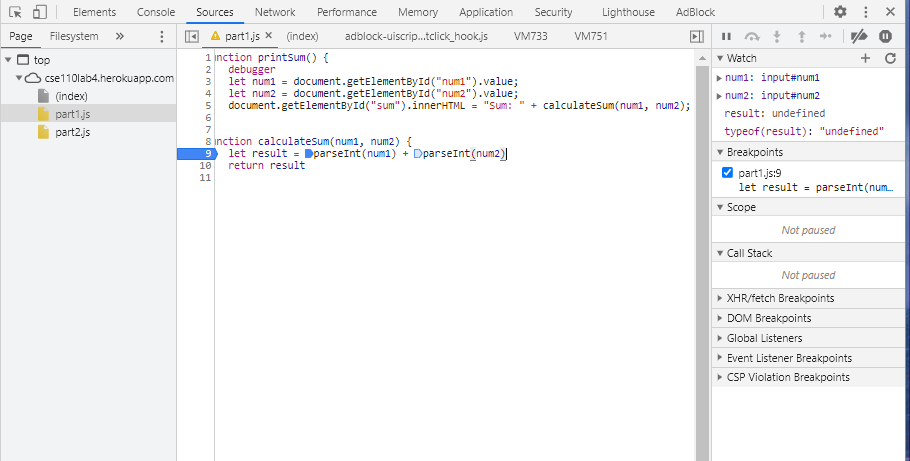 Elements Console Sources Network Performance Memory Application Security Lighthouse AdBlock
Page Filesystem »
part1.js × (index) adblock-uiscrip…tclick_hook.js VM733 VM751
top
cse110lab4.herokuapp.com
(index)
part1.js
part2.js
1 nction printSum() {
2 debugger
3 let num1 = document.getElementById("num1").value;
4 let num2 = document.getElementById("num2").value;
5 document.getElementById("sum").innerHTML = "Sum: " + calculateSum(num1, num2);
6
7
8 nction calculateSum(num1, num2) {
9 let result = parseInt(num1) + parseInt(num2)
10 return result
11
Watch
num1: input#num1
num2: input#num2
result: undefined
typeof(result): "undefined"
Breakpoints
part1.js:9
let result = parseInt(num…
Scope
Not paused
Call Stack
Not paused
XHR/fetch Breakpoints
DOM Breakpoints
Global Listeners
Event Listener Breakpoints
CSP Violation Breakpoints